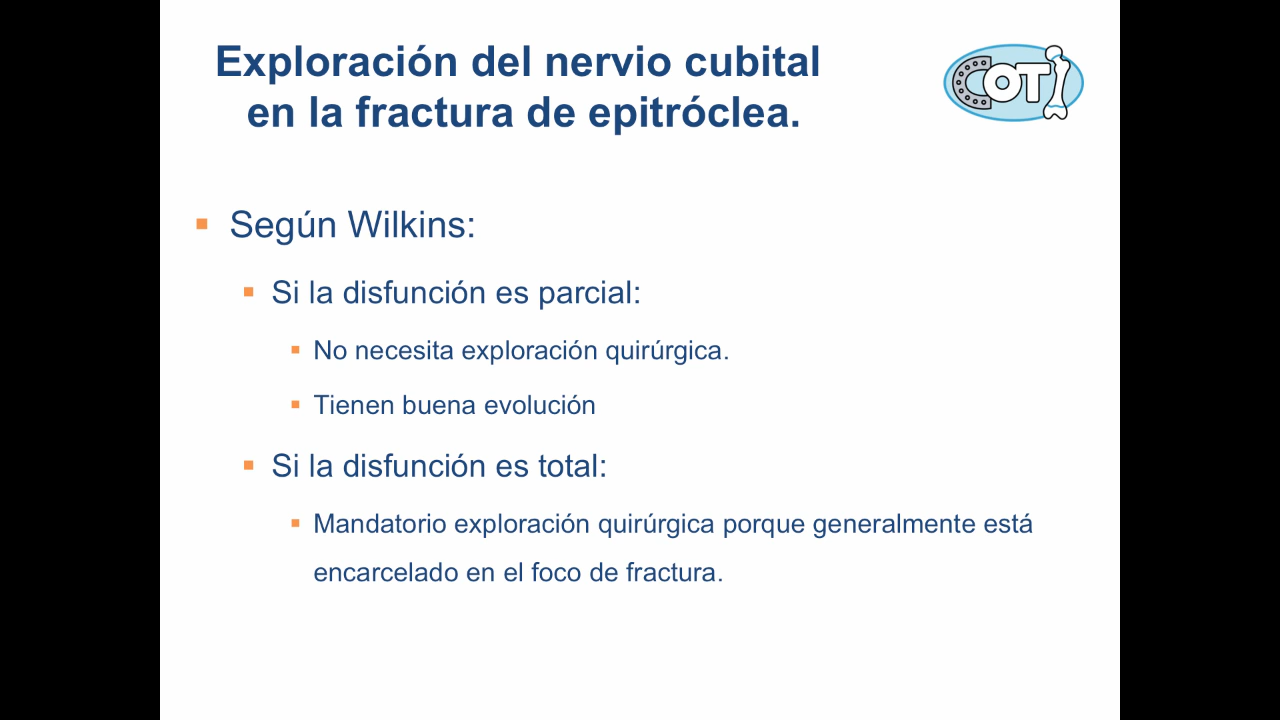 Exploración del nervio cubital
en la fractura de epitróclea.
COTI
Según Wilkins:
Si la disfunción es parcial:
No necesita exploración quirúrgica.
Tienen buena evolución
Si la disfunción es total:
Mandatorio exploración quirúrgica porque generalmente está
encarcelado en el foco de fractura.